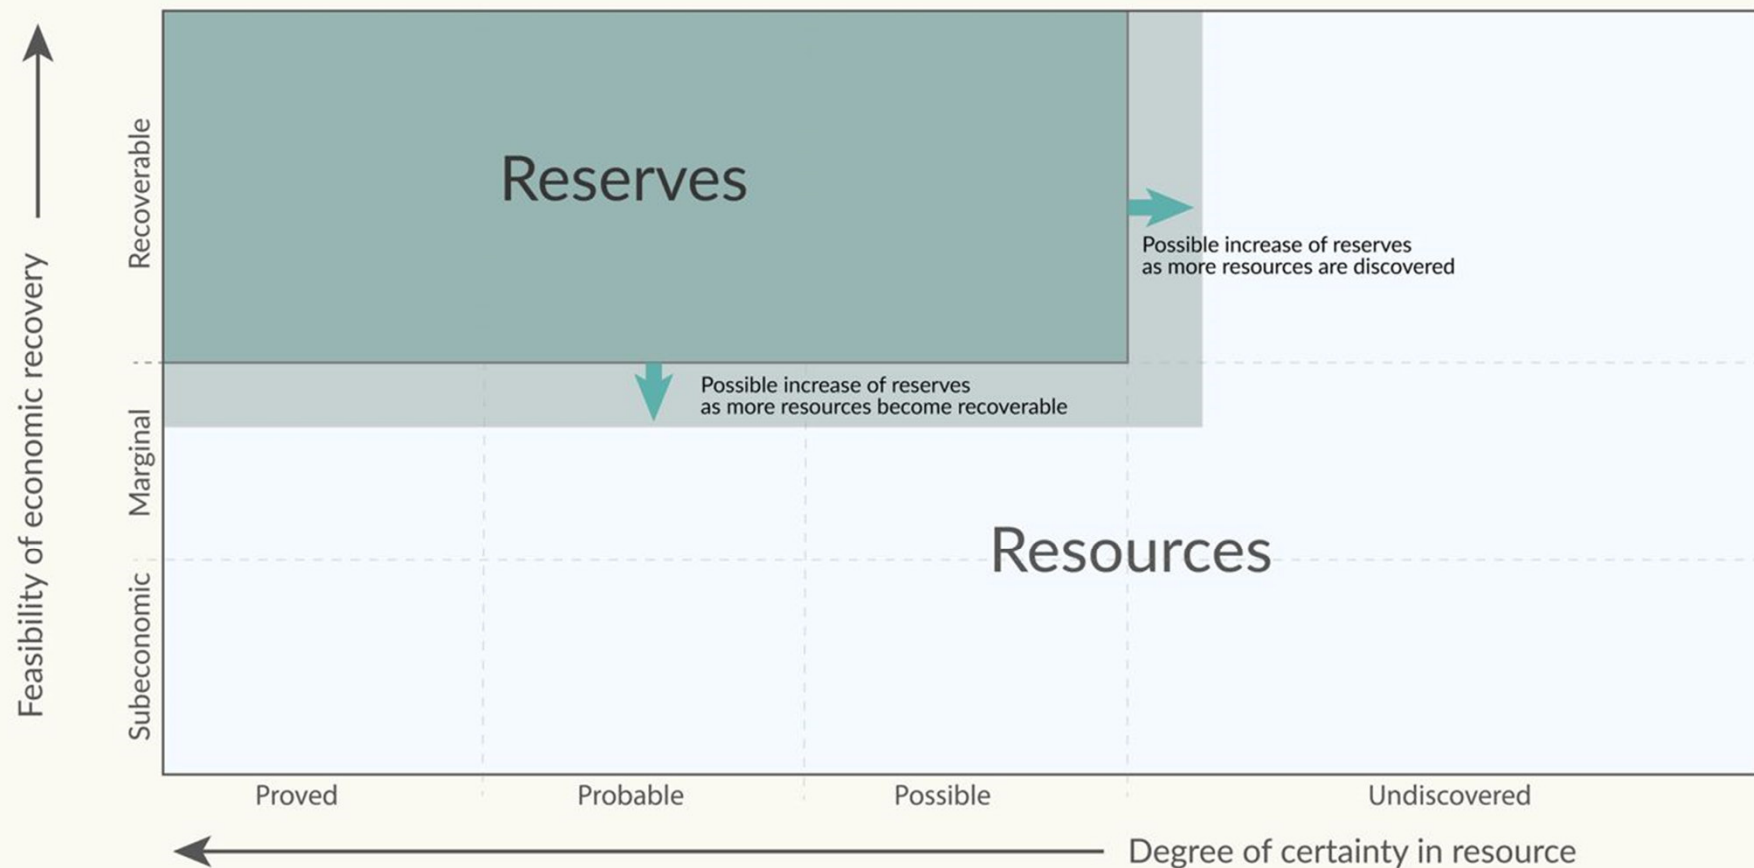 Feasibility of economic recovery
Recoverable
Marginal
Subeconomic
Reserves
Possible increase of reserves
as more resources are discovered
Possible increase of reserves
as more resources become recoverable
Resources
Proved
Probable
Possible
Undiscovered
Degree of certainty in resource